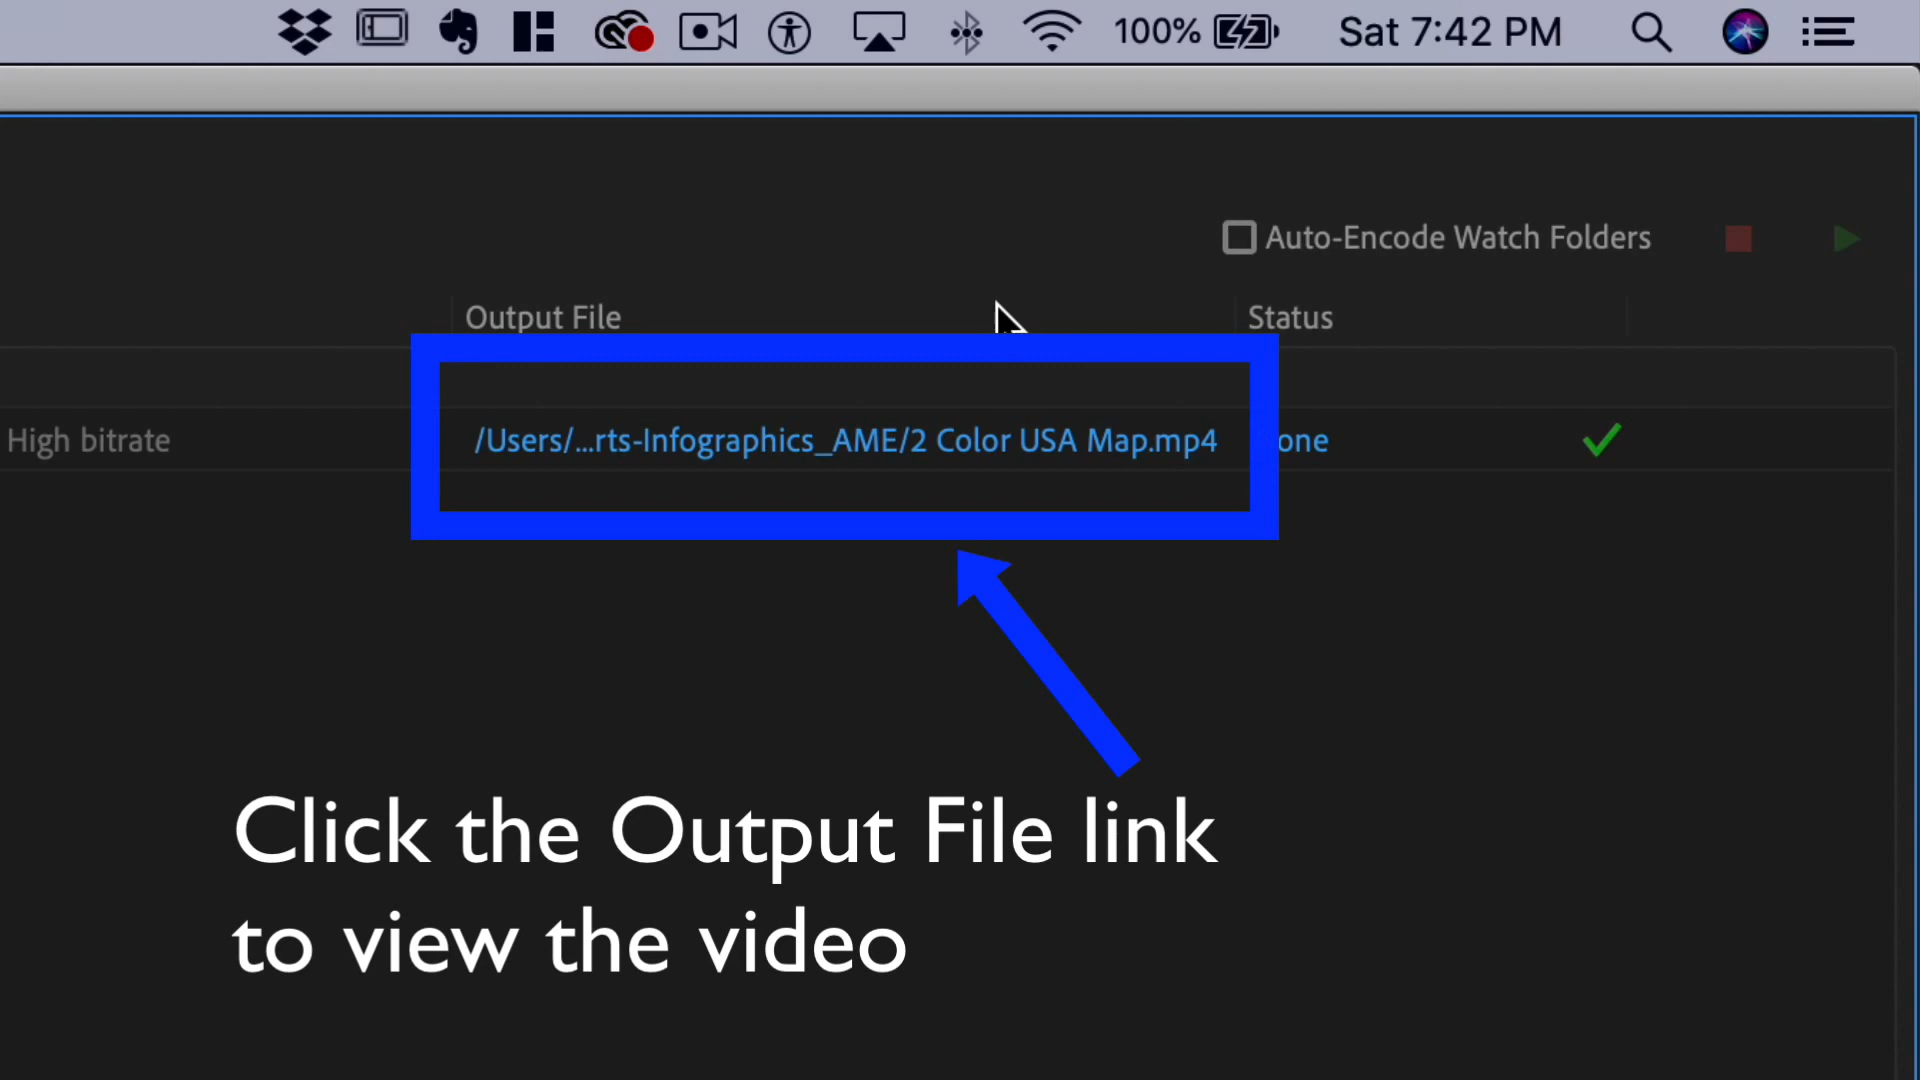 100% Sat 7:42 PM
Auto-Encode Watch Folders
Output File Status
High bitrate /Users/...rts-Infographics_AME/2 Color USA Map.mp4 one
Click the Output File link
to view the video